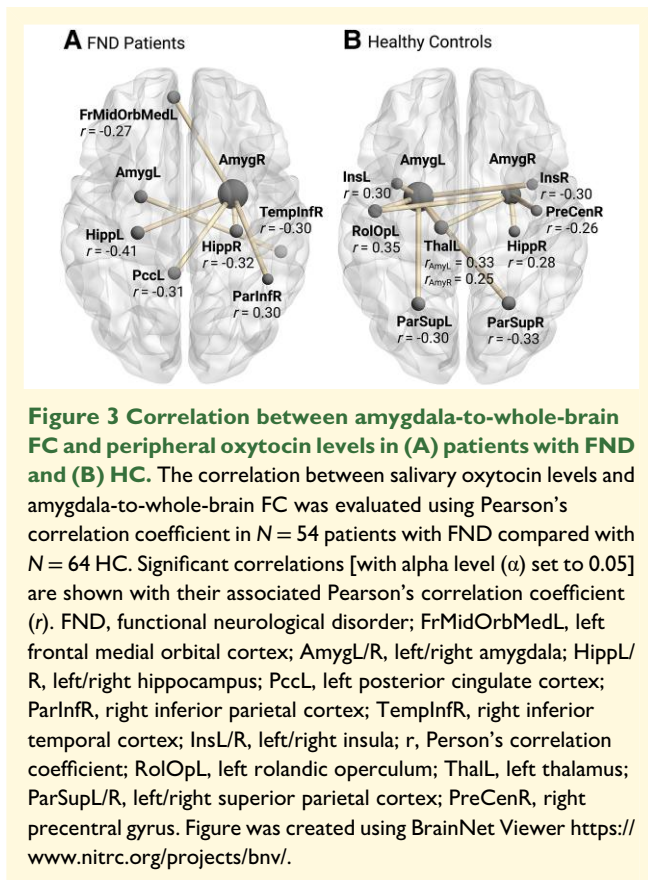 A FND Patients
B Healthy Controls
FrMidOrbMedL
r = -0.27
AmygL
AmygR
TempInfR
r = -0.30
HippL
r = -0.41
HippR
r = -0.32
PccL
r = -0.31
ParInfR
r = 0.30
AmygL
AmygR
InsL
r = 0.30
InsR
r = -0.30
PreCenR
r = -0.26
RolOpL
r = 0.35
ThalL
rAmyL = 0.33
rAmyR = 0.25
HippR
r = 0.28
ParSupL
r = -0.30
ParSupR
r = -0.33
Figure 3 Correlation between amygdala-to-whole-brain
FC and peripheral oxytocin levels in (A) patients with FND
and (B) HC. The correlation between salivary oxytocin levels and
amygdala-to-whole-brain FC was evaluated using Pearson's
correlation coefficient in N = 54 patients with FND compared with
N = 64 HC. Significant correlations [with alpha level (α) set to 0.05]
are shown with their associated Pearson's correlation coefficient
(r). FND, functional neurological disorder; FrMidOrbMedL, left
frontal medial orbital cortex; AmygL/R, left/right amygdala; HippL/
R, left/right hippocampus; PccL, left posterior cingulate cortex;
ParInfR, right inferior parietal cortex; TempInfR, right inferior
temporal cortex; InsL/R, left/right insula; r, Person's correlation
coefficient; RolOpL, left rolandic operculum; ThalL, left thalamus;
ParSupL/R, left/right superior parietal cortex; PreCenR, right
precentral gyrus. Figure was created using BrainNet Viewer https://
www.nitrc.org/projects/bnv/.